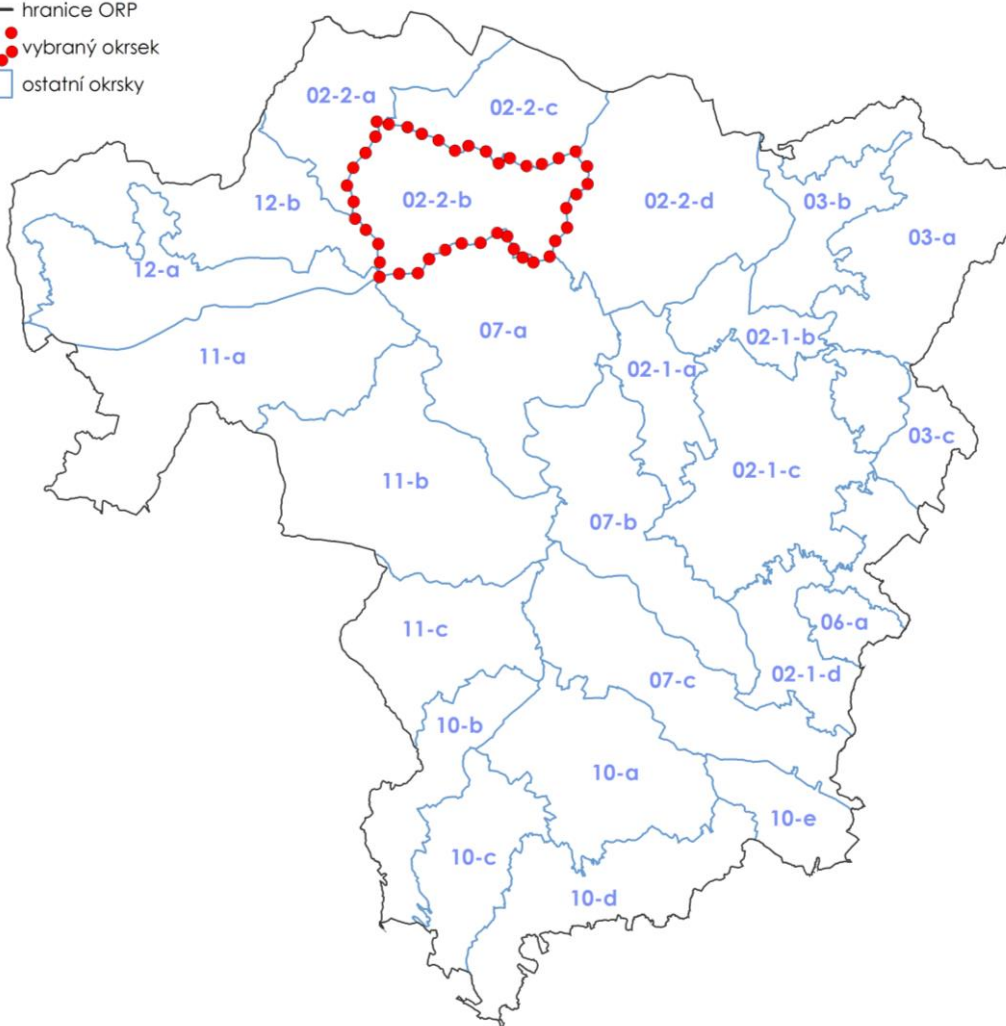 hranice ORP
vybraný okrsek
ostatní okrsky
02-2-a
02-2-c
02-2-b
02-2-d
12-b
03-b
03-a
12-a
07-a
02-1-b
11-a
02-1-a
03-c
02-1-c
11-b
07-b
11-c
06-a
02-1-d
07-c
10-b
10-a
10-e
10-c
10-d